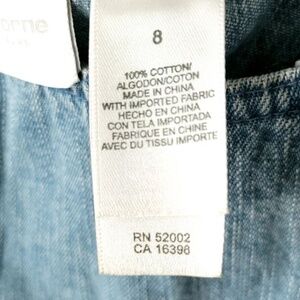 8
100% COTTON/
ALGODON/COTON
MADE IN CHINA
WITH IMPORTED FABRIC
HECHO EN CHINA
CON TELA IMPORTADA
FABRIQUE EN CHINE
AVEC DU TISSU IMPORTE
RN 52002
CA 16398